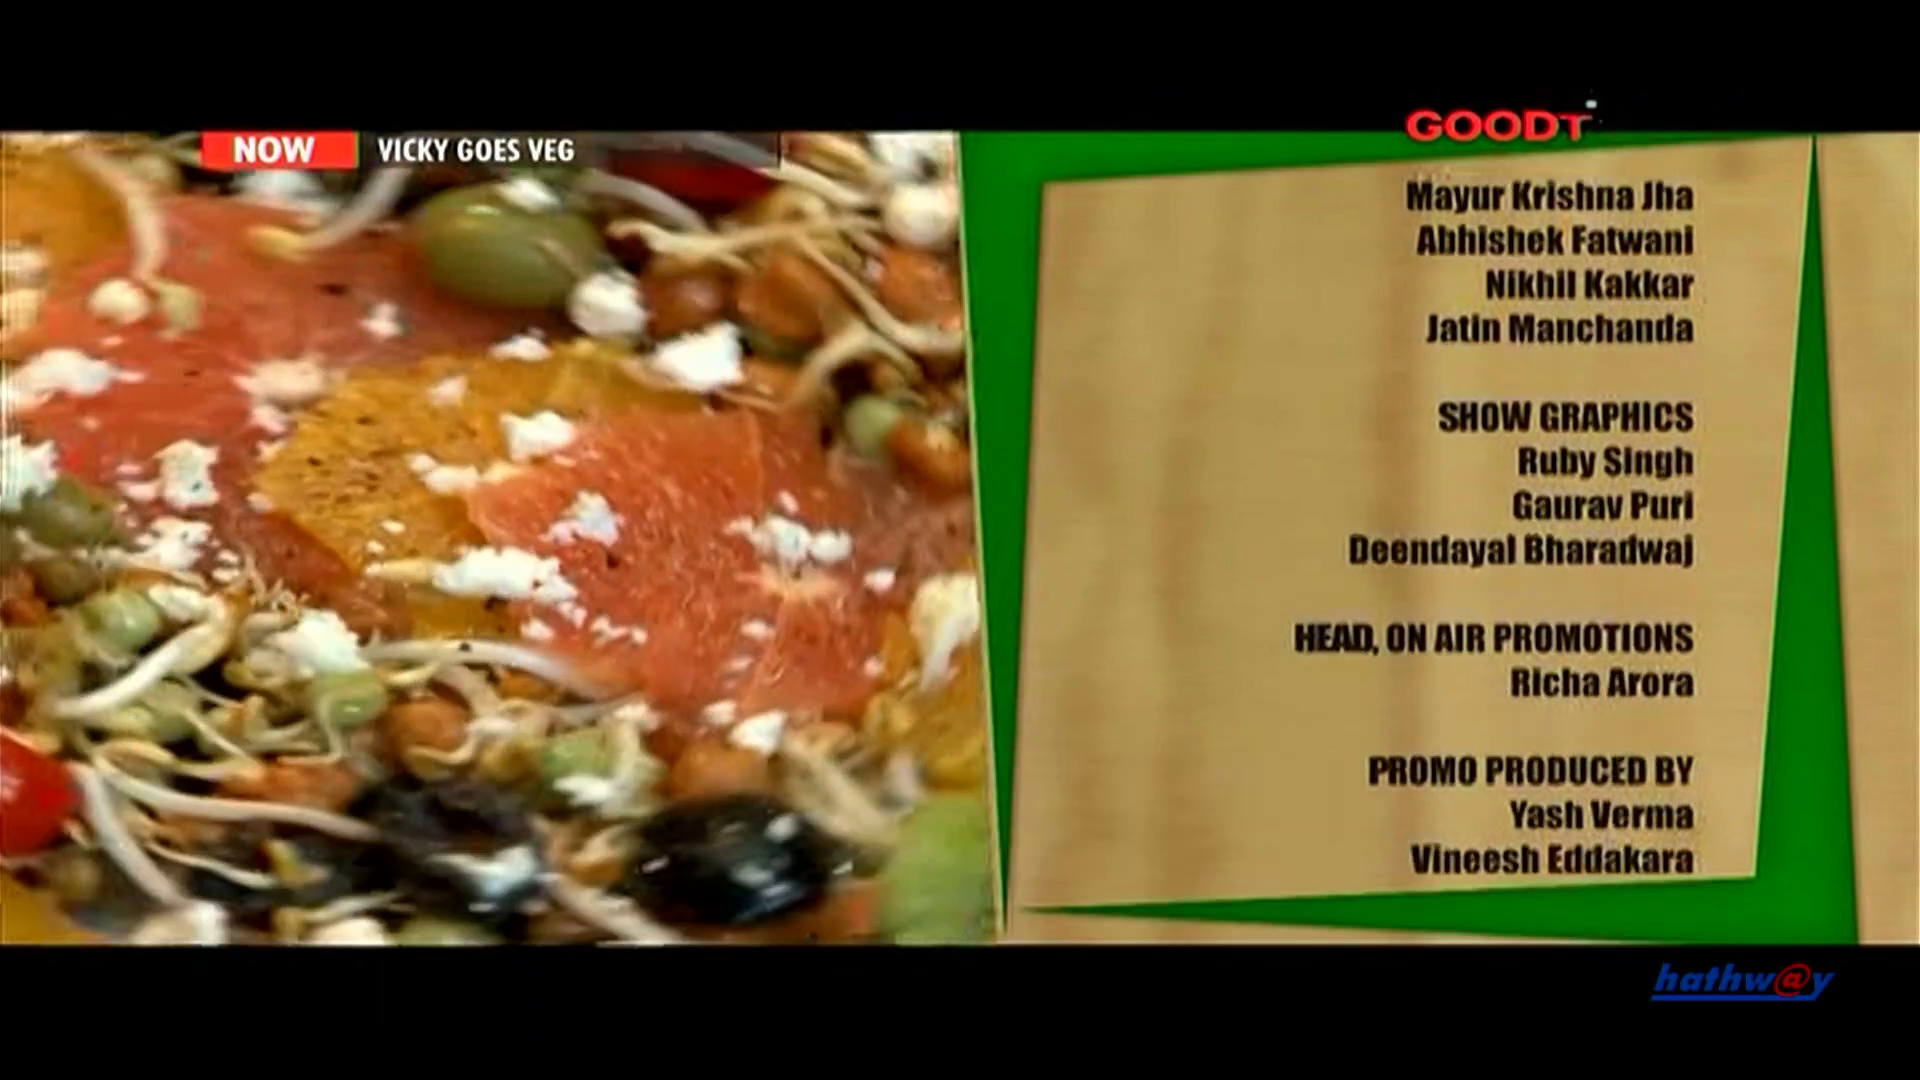 NOW VICKY GOES VEG
GOODT
Mayur Krishna Jha
Abhishek Fatwani
Nikhil Kakkar
Jatin Manchanda
SHOW GRAPHICS
Ruby Singh
Gaurav Puri
Deendayal Bharadwaj
HEAD, ON AIR PROMOTIONS
Richa Arora
PROMO PRODUCED BY
Yash Verma
Vineesh Eddakara
hathw@y